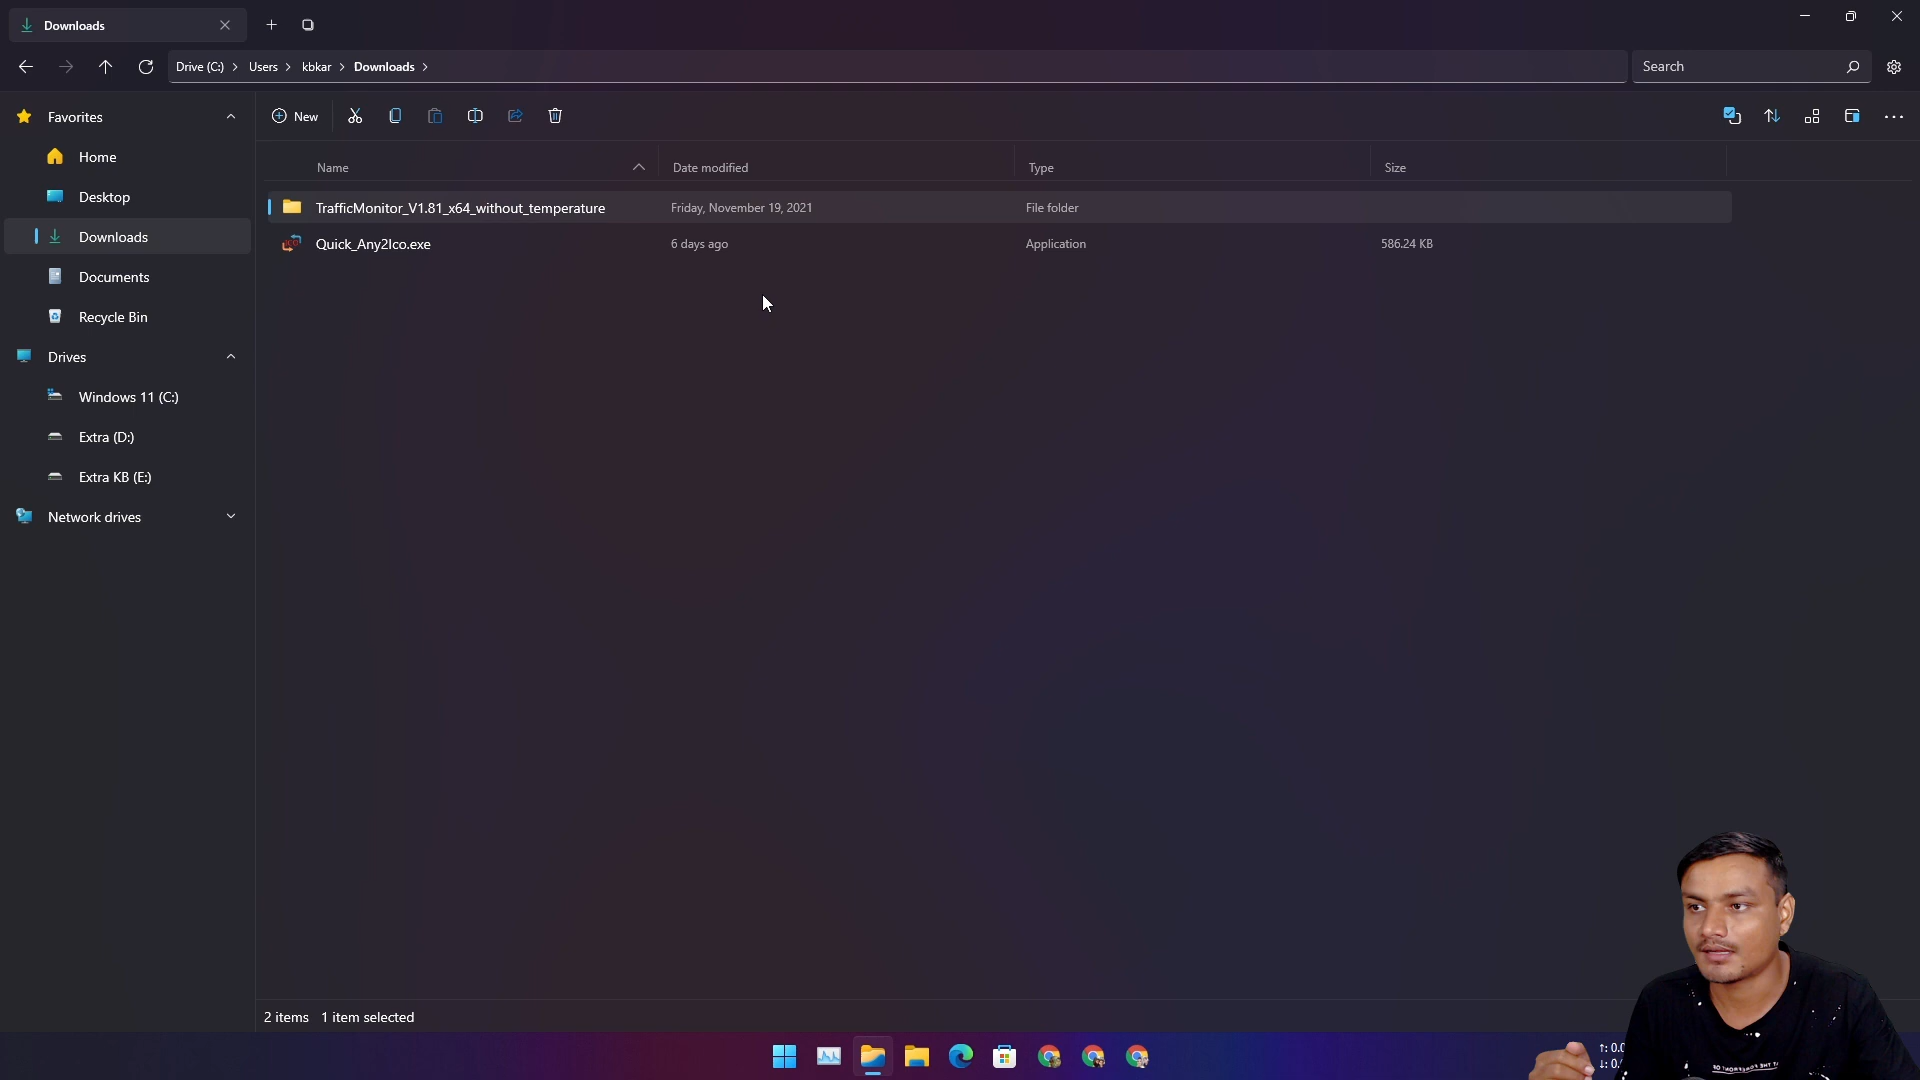 Downloads
Drive (C:) Users kbkar Downloads
Search
Favorites
Home
Desktop
Downloads
Documents
Recycle Bin
Drives
Windows 11 (C:)
Extra (D:)
Extra KB (E:)
Network drives
New
Name Date modified Type Size
TrafficMonitor_V1.81_x64_without_temperature Friday, November 19, 2021 File folder
Quick_Any2Ico.exe 6 days ago Application 586.24 KB
2 items 1 item selected